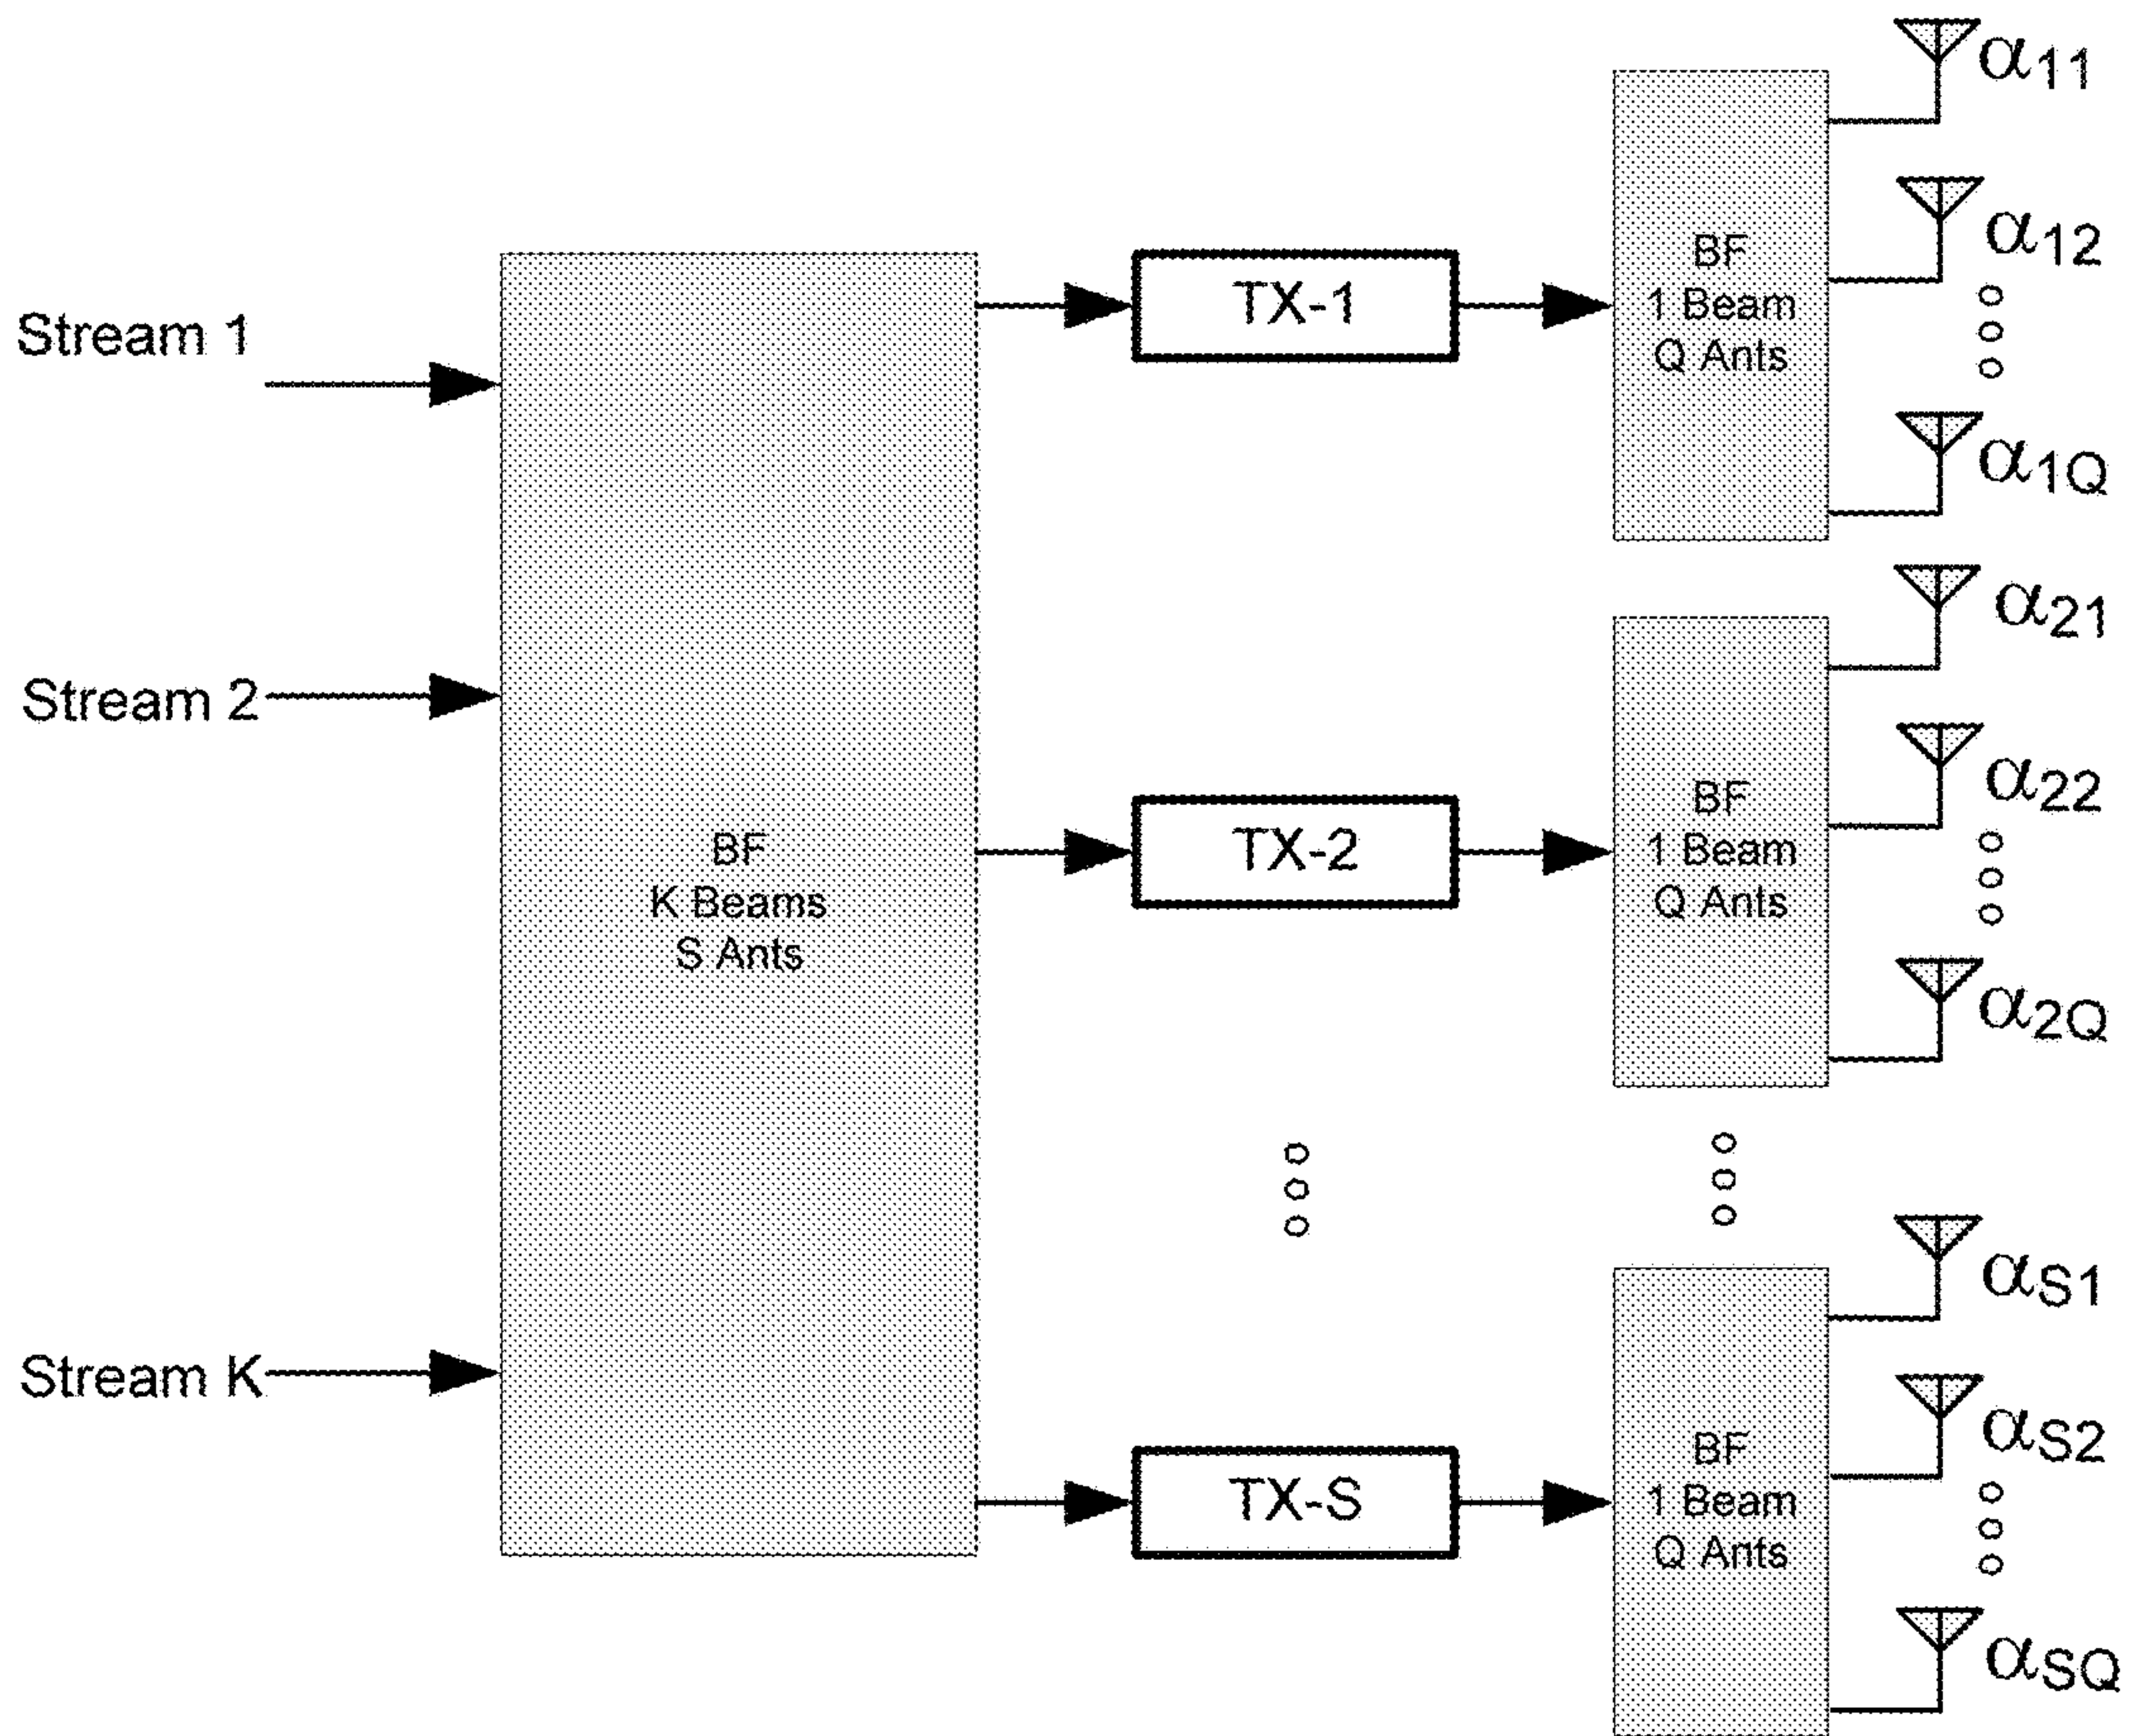 Stream 1
Stream 2
Stream K
BF
K Beams
S Ants
TX-1
TX-2
TX-S
BF
1 Beam
Q Ants
α11
α12
α1Q
BF
1 Beam
Q Ants
α21
α22
α2Q
BF
1 Beam
Q Ants
αS1
αS2
αSQ